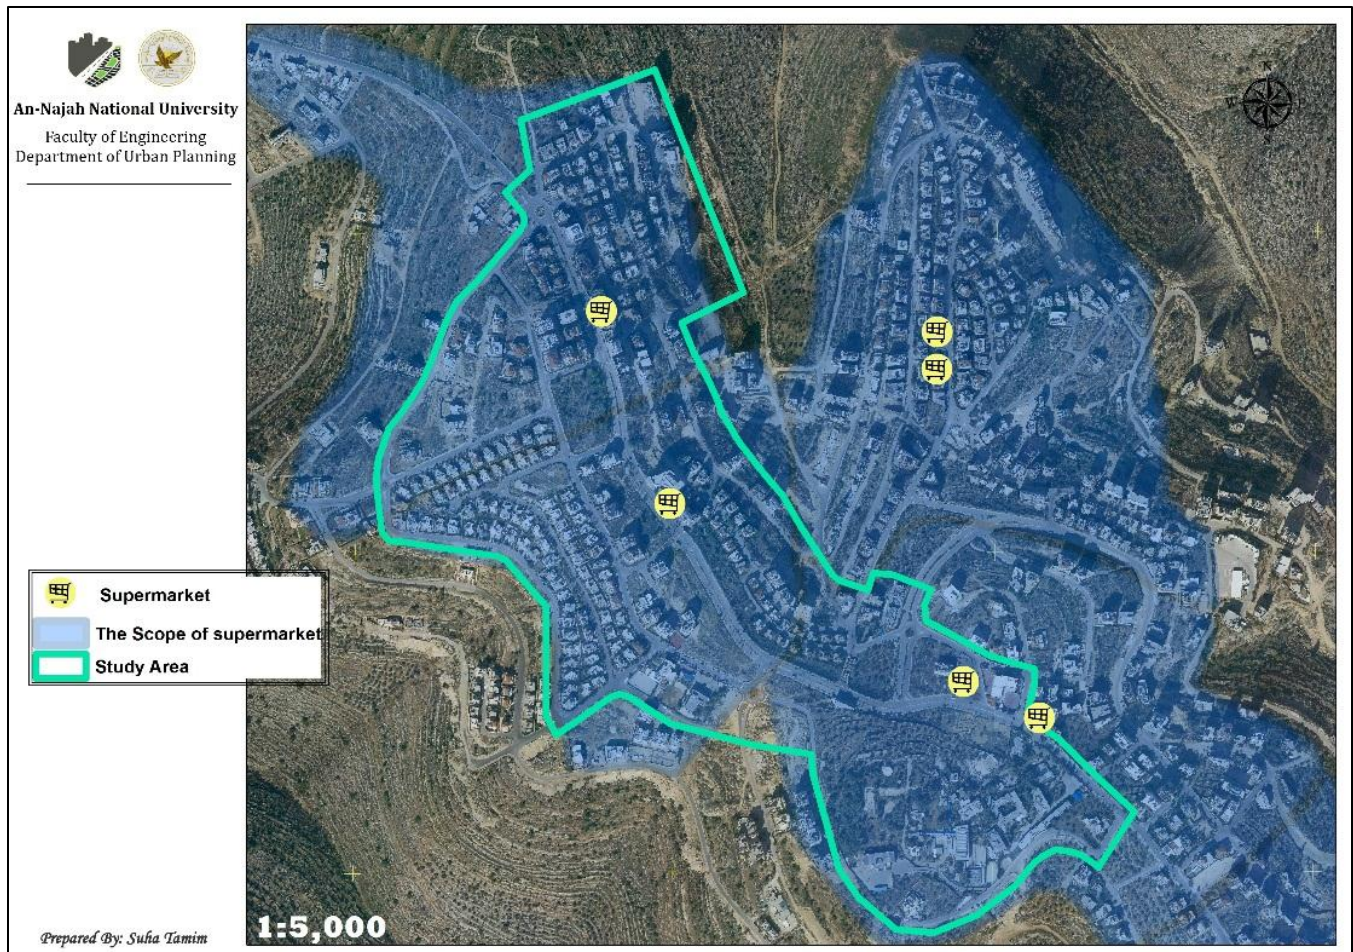 An-Najah National University
Faculty of Engineering
Department of Urban Planning
N
W
E
Supermarket
The Scope of supermarket
Study Area
1:5,000
Prepared By: Suha Tamim